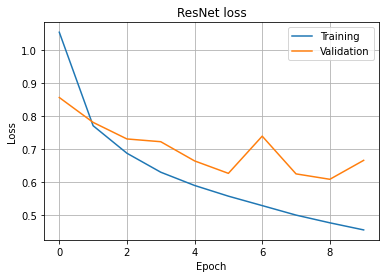 ResNet loss
Training
Validation
Loss
1.0
0.9
0.8
0.7
0.6
0.5
0 2 4 6 8
Epoch